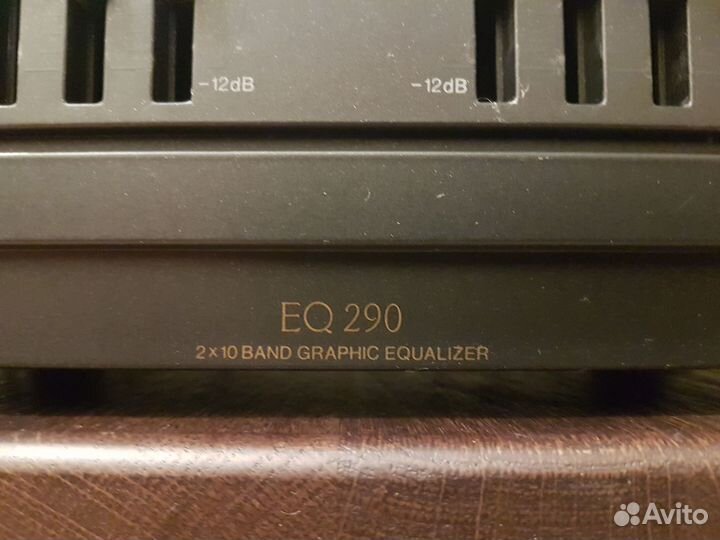 -12dB -12dB
EQ 290
2×10 BAND GRAPHIC EQUALIZER
Avito